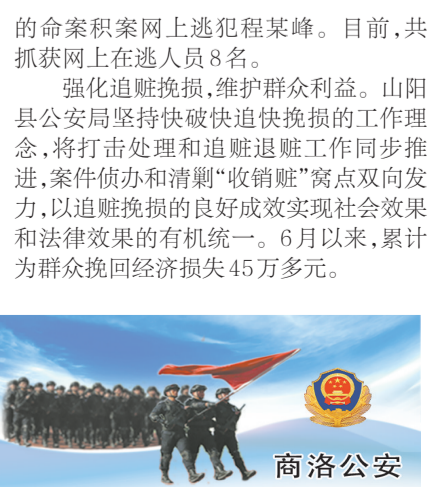 的命案积案网上逃犯程某峰。目前,共
抓获网上在逃人员8名。
强化追赃挽损,维护群众利益。山阳
县公安局坚持快破快追快挽损的工作理
念,将打击处理和追赃退赃工作同步推
进,案件侦办和清剿“收销赃”窝点双向发
力,以追赃挽损的良好成效实现社会效果
和法律效果的有机统一。6月以来,累计
为群众挽回经济损失45万多元。
商洛公安